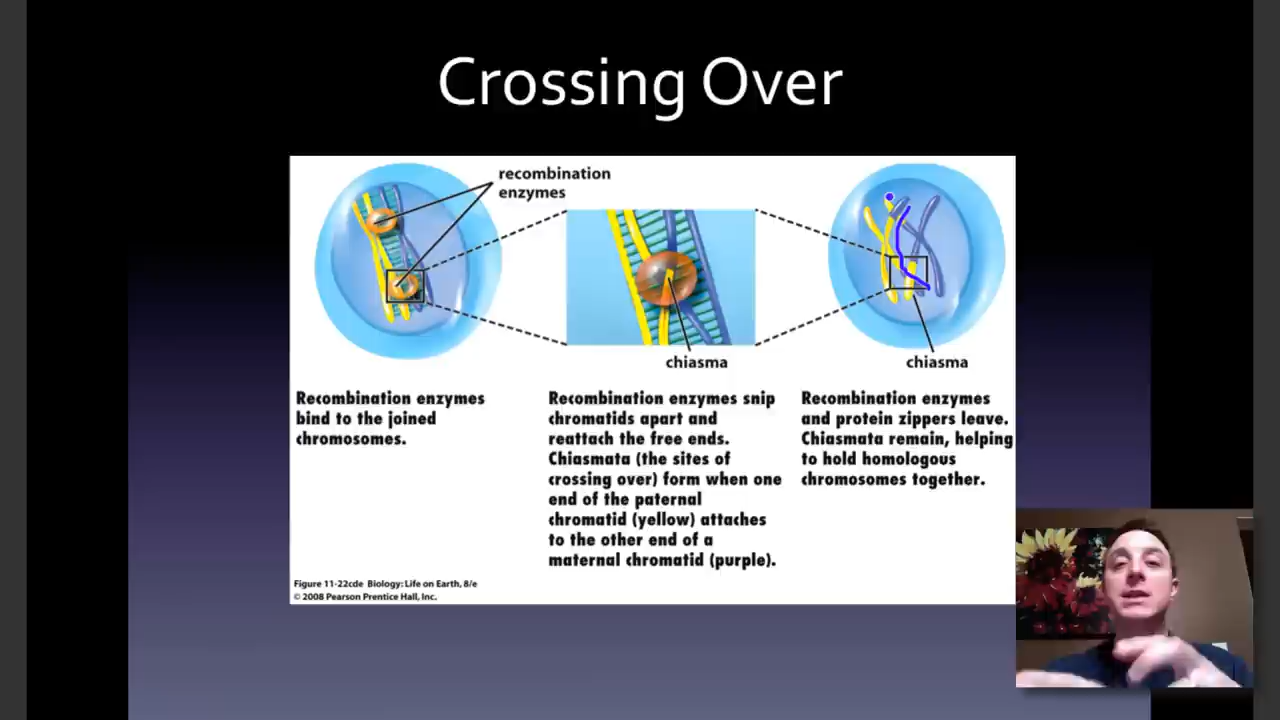 Crossing Over
recombination
enzymes
chiasma
chiasma
Recombination enzymes
bind to the joined
chromosomes.
Recombination enzymes snip
chromatids apart and
reattach the free ends.
Chiasmata (the sites of
crossing over) form when one
end of the paternal
chromatid (yellow) attaches
to the other end of a
maternal chromatid (purple).
Recombination enzymes
and protein zippers leave.
Chiasmata remain, helping
to hold homologous
chromosomes together.
Figure 11-22cde Biology: Life on Earth, 8/e
© 2008 Pearson Prentice Hall, Inc.